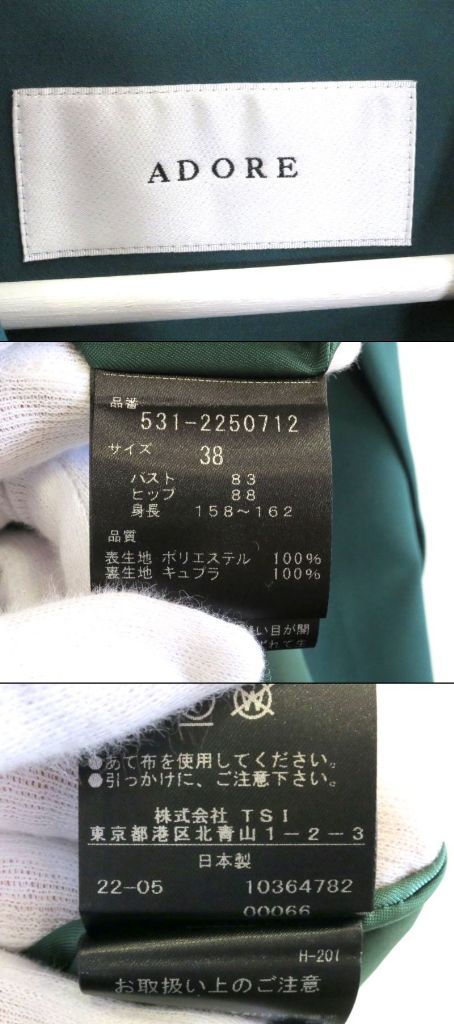 ADORE
品番
531-2250712
サイズ 38
バスト 83
ヒップ 88
身長 158~162
品質
表生地 ポリエステル 100%
裏生地 キュプラ 100%
い目が開
●あて布を使用してください。
●引っかけに、ご注意下さい。
株式会社 TSI
東京都港区北青山1-2-3
日本製
22-05 10364782
00066
H-201
お取扱い上のご注意